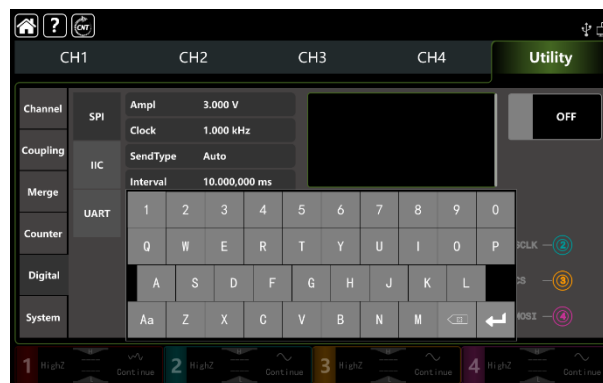 ? CNT
CH1 CH2 CH3 CH4 Utility
Channel
Coupling
Merge
Counter
Digital
System
SPI
IIC
UART
Ampl 3.000 V
Clock 1.000 kHz
SendType Auto
Interval 10.000,000 ms
OFF
1 2 3 4 5 6 7 8 9 0
Q W E R T Y U I O P
A S D F G H J K L
Aa Z X C V B N M
SCLK 2
CS 3
MOSI 4
1 HighZ Continue 2 HighZ Continue 3 HighZ Continue 4 HighZ Continue